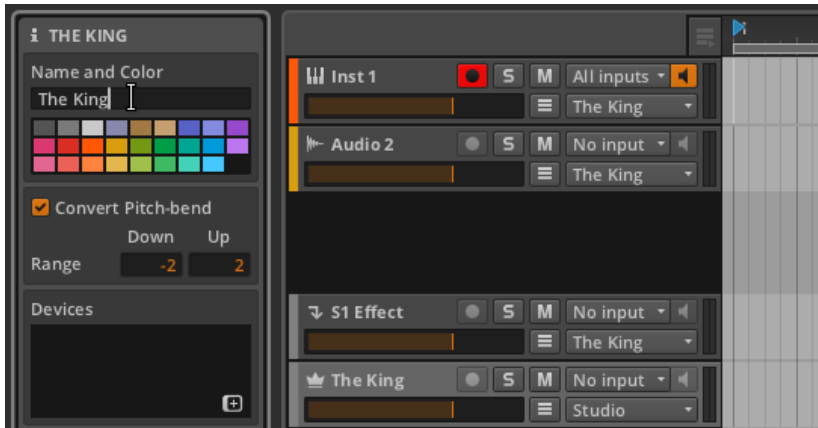 i THE KING
Name and Color
The King
Convert Pitch-bend
Down Up
Range -2 2
Devices
Inst 1 S M All inputs
The King
Audio 2 S M No input
The King
S1 Effect S M No input
The King
The King S M No input
Studio